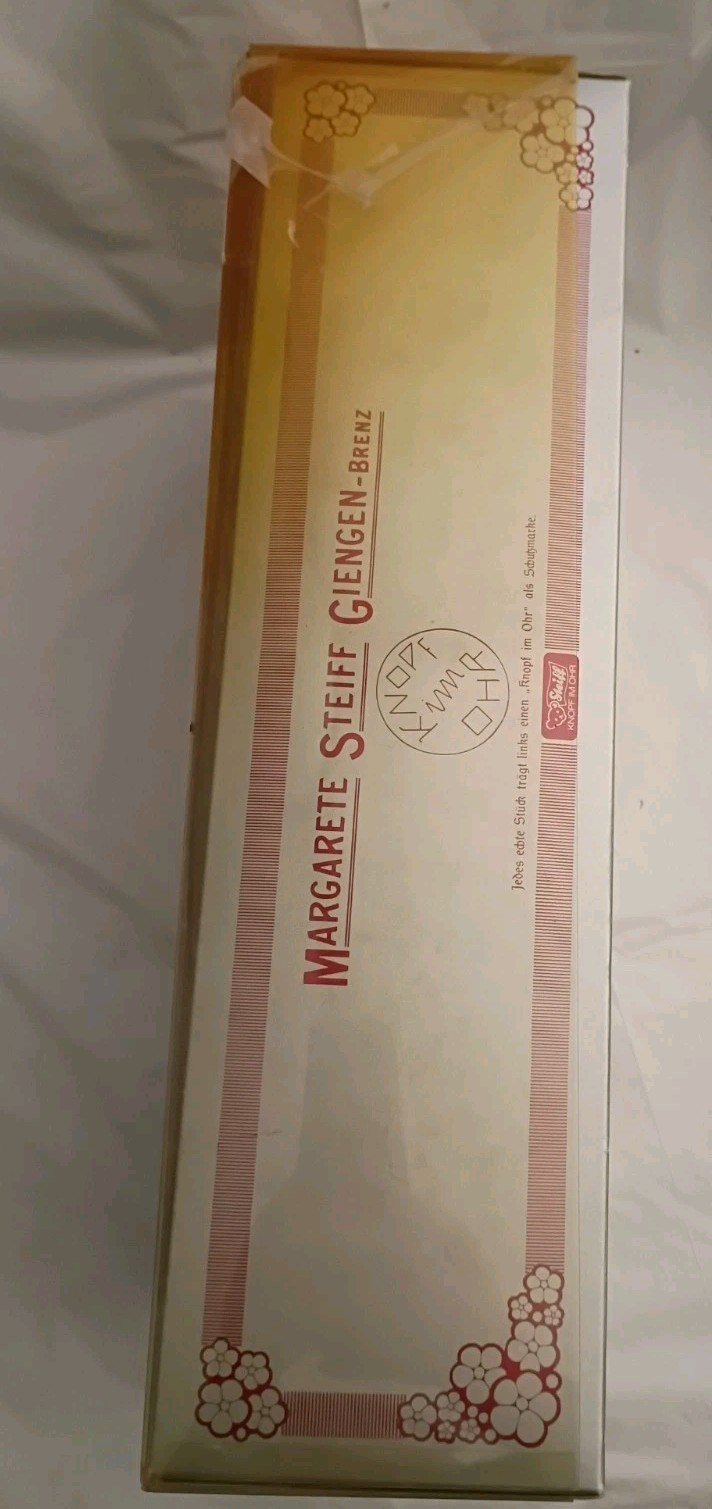 MARGARETE STEIFF GIENGEN-BRENZ
KNOPF
imm
OHR
Jedes echte Stück trägt links einen „Knopf im Ohr" als Schutzmarke.
Steiff
KNOPF IM OHR